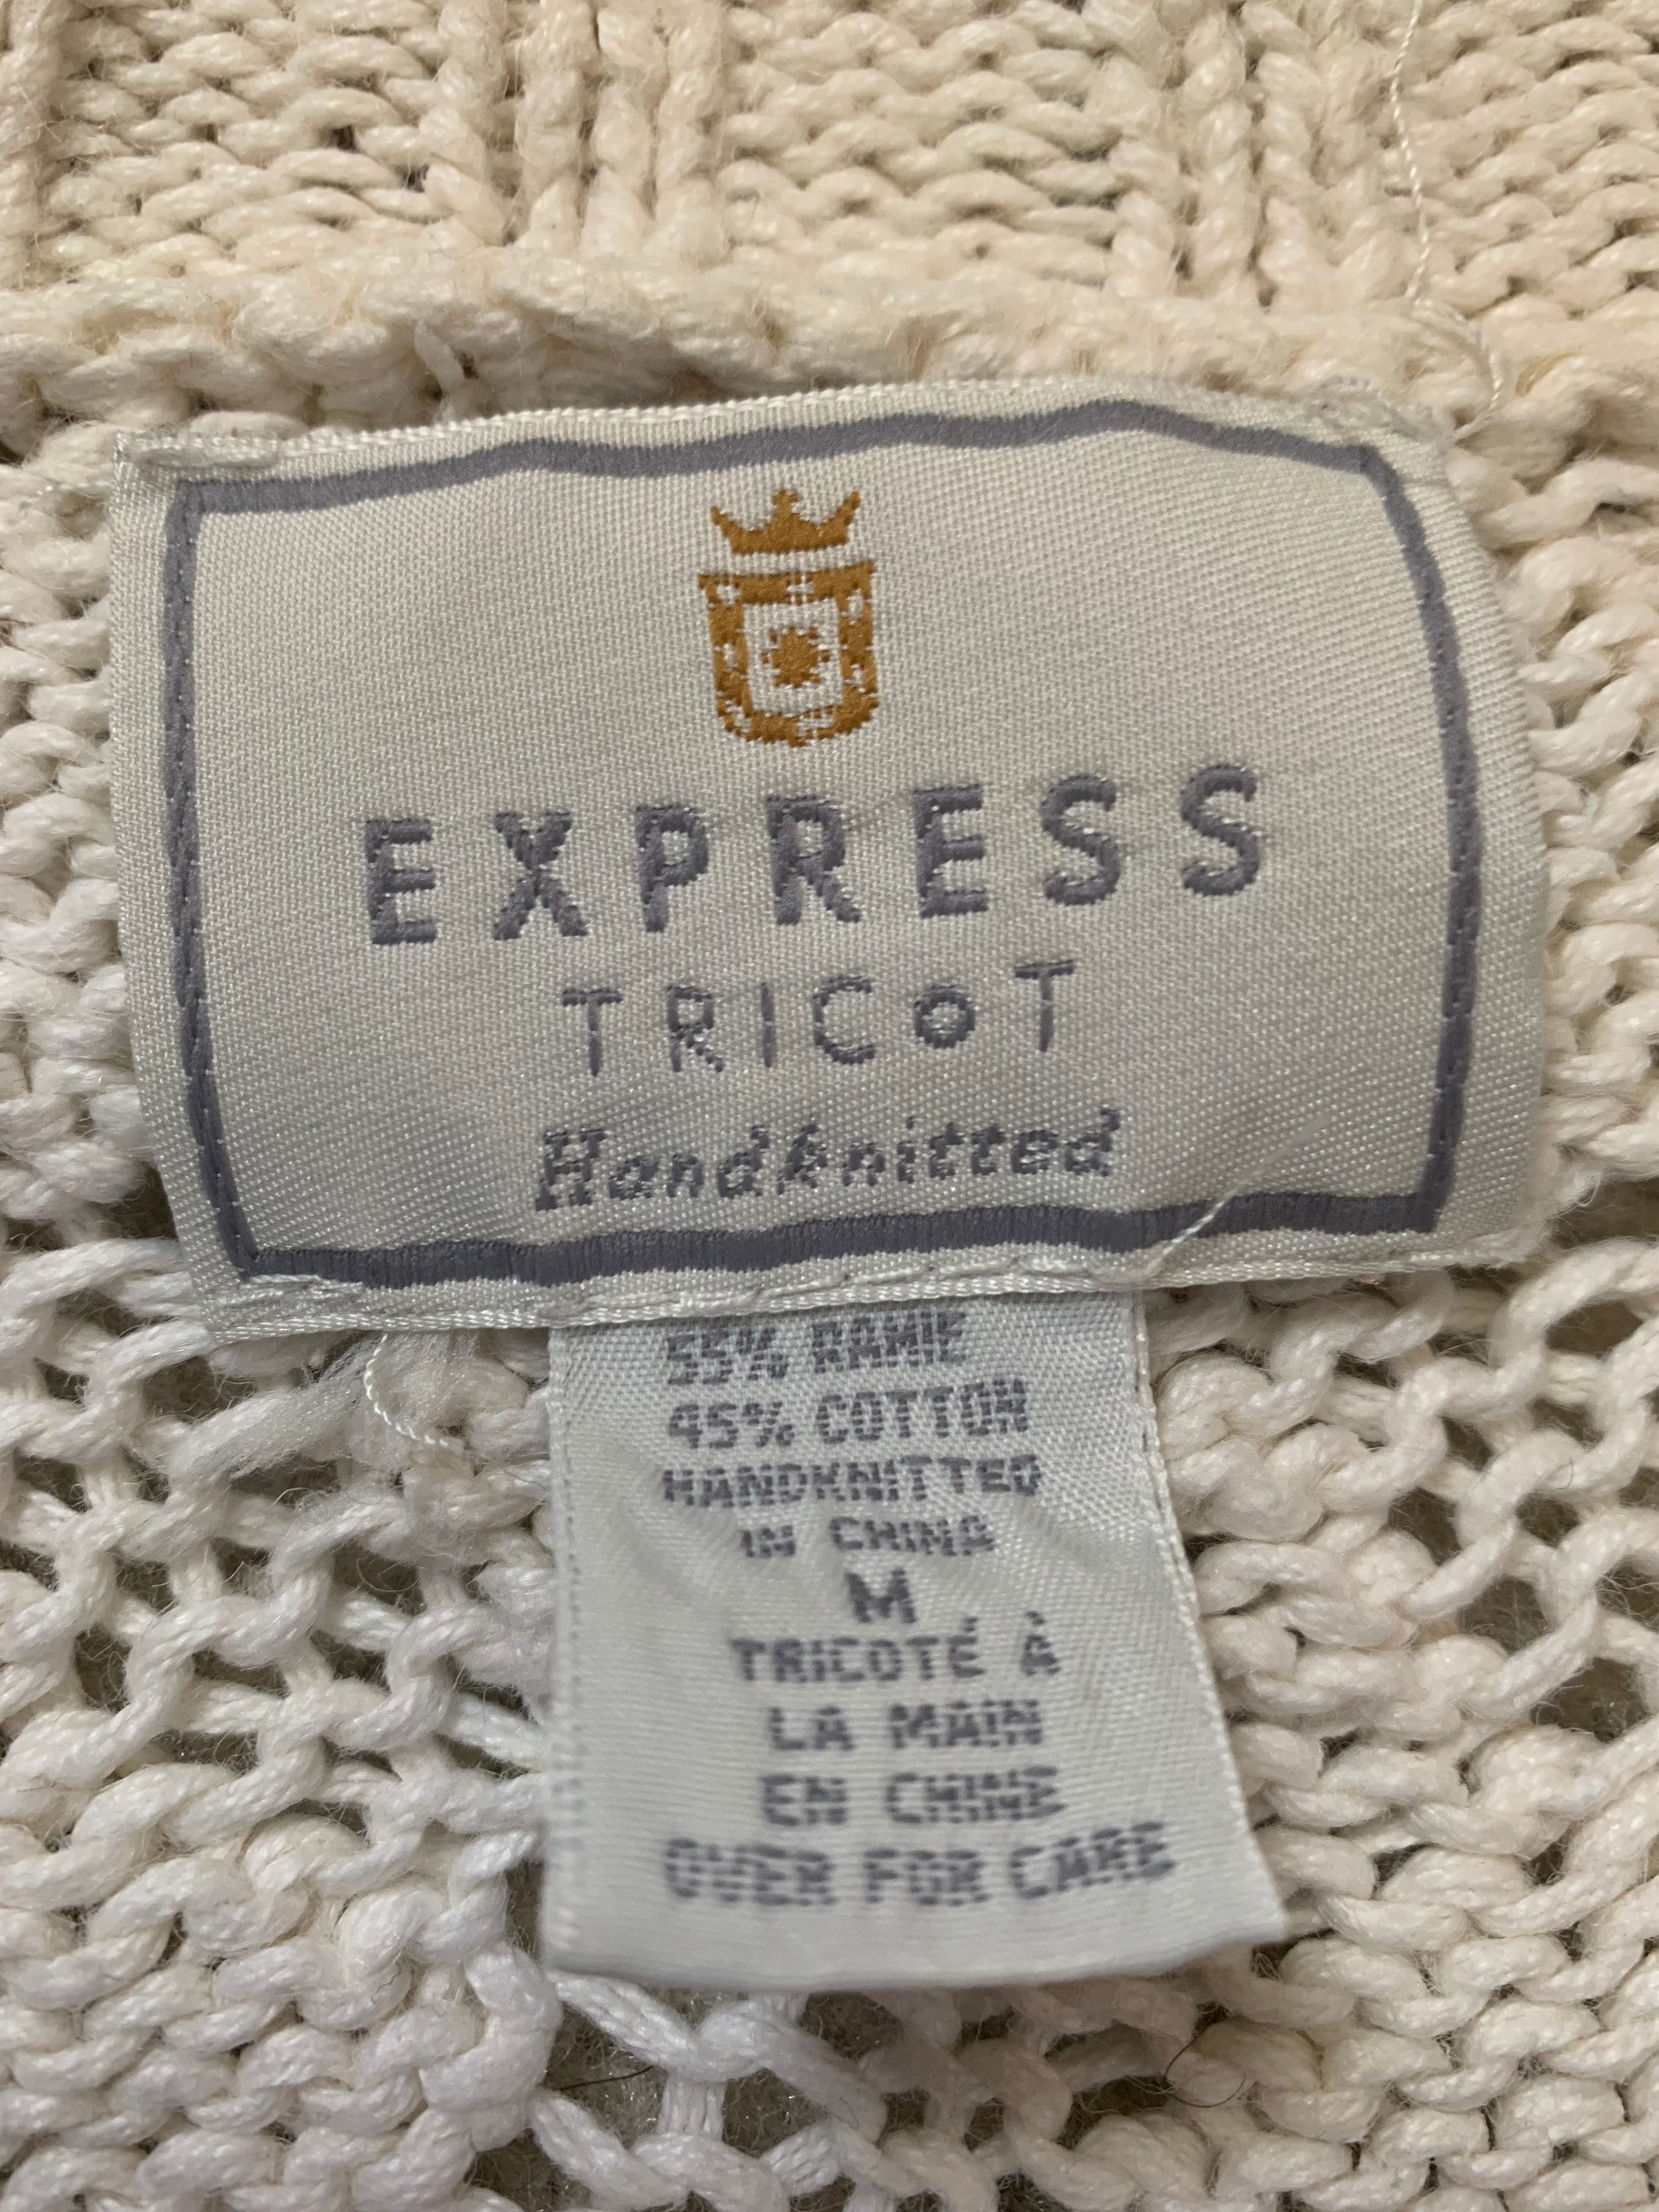 EXPRESS
TRICOT
Handknitted
55% RAMIE
45% COTTON
HANDKNITTED
IN CHINA
M
TRICOTÉ À
LA MAIN
EN CHINE
OVER FOR CARE